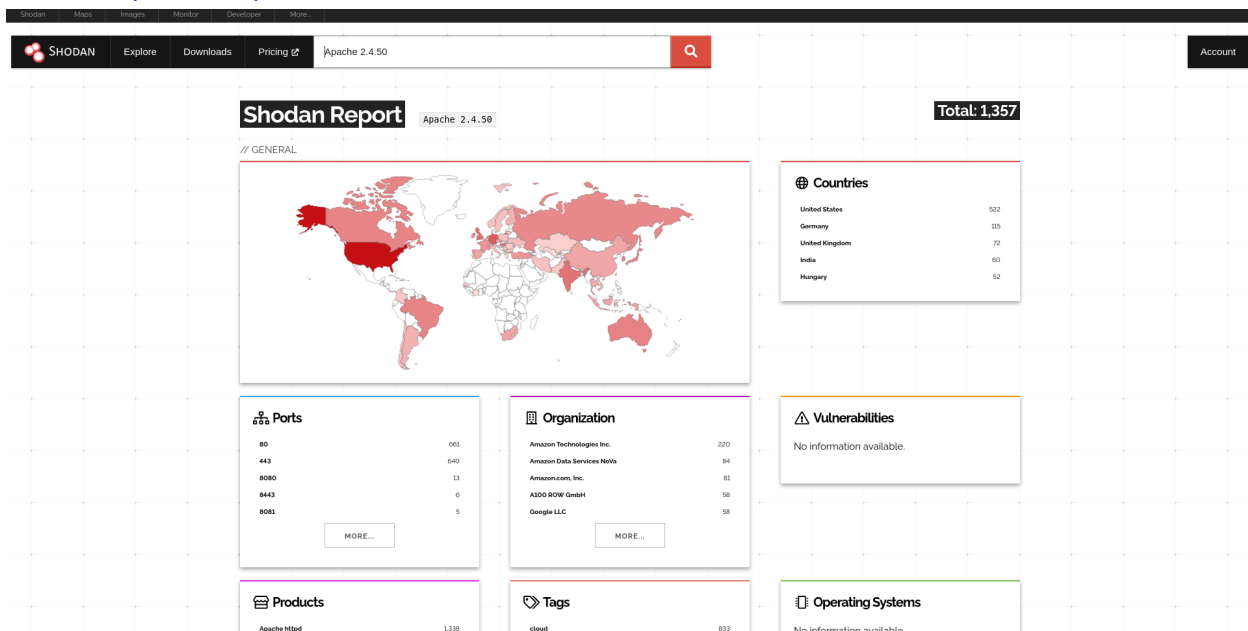 Shodan Maps Images Monitor Developer More...
SHODAN Explore Downloads Pricing Apache 2.4.50 Account
Shodan Report Apache 2.4.50 Total: 1,357
// GENERAL
Countries
United States 522
Germany 115
United Kingdom 72
India 60
Hungary 52
Ports
80 661
443 640
8080 13
8443 6
8081 5
MORE...
Organization
Amazon Technologies Inc. 220
Amazon Data Services NoVa 84
Amazon.com, Inc. 81
A100 ROW GmbH 58
Google LLC 58
MORE...
Vulnerabilities
No information available.
Products
Apache httpd 1,338
Tags
cloud 833
Operating Systems
No information available.